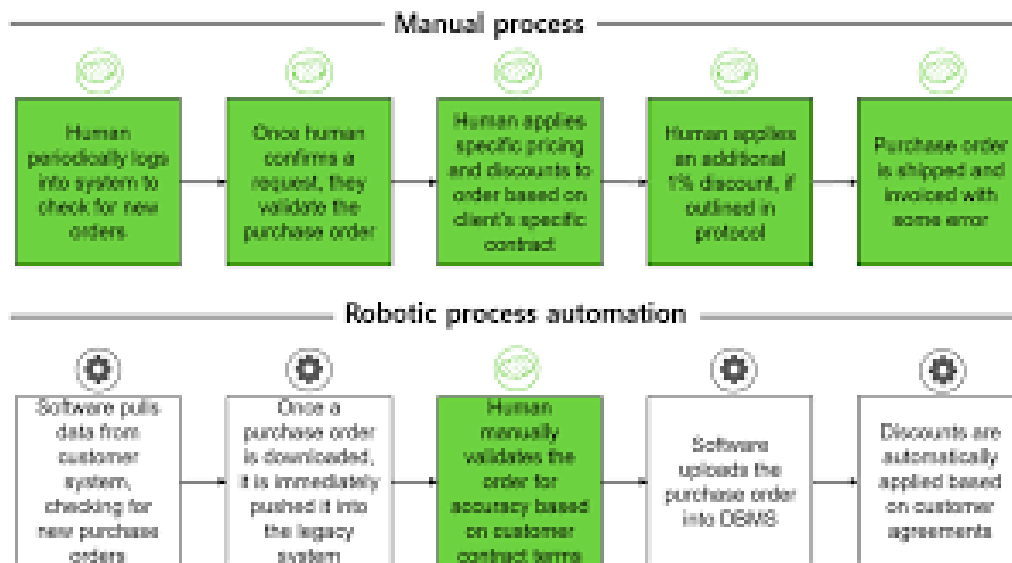 Manual process
Human
periodically logs
into system to
check for new
orders
Once human
confirms a
request, they
validate the
purchase order
Human applies
specific pricing
and discounts to
order based on
client's specific
contract
Human applies
an additional
1% discount, if
outlined in
protocol
Purchase order
is shipped and
invoiced with
some error
Robotic process automation
Software pulls
data from
customer
system,
checking for
new purchase
orders
Once a
purchase order
is downloaded,
it is immediately
pushed it into
the legacy
system
Human
manually
validates the
order for
accuracy based
on customer
contract terms
Software
uploads the
purchase order
into DBMS
Discounts are
automatically
applied based
on customer
agreements